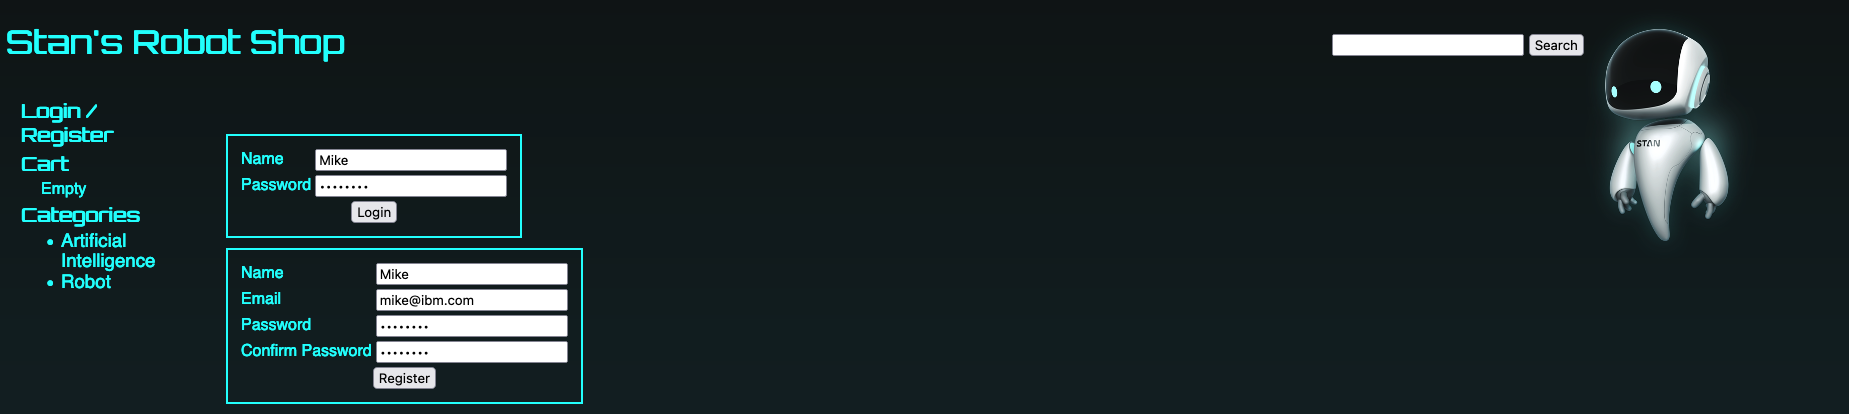 Stan's Robot Shop
Search
STAN
Login /
Register
Cart
Empty
Categories
• Artificial
Intelligence
• Robot
Name Mike
Password ••••••••
Login
Name Mike
Email mike@ibm.com
Password ••••••••
Confirm Password ••••••••
Register